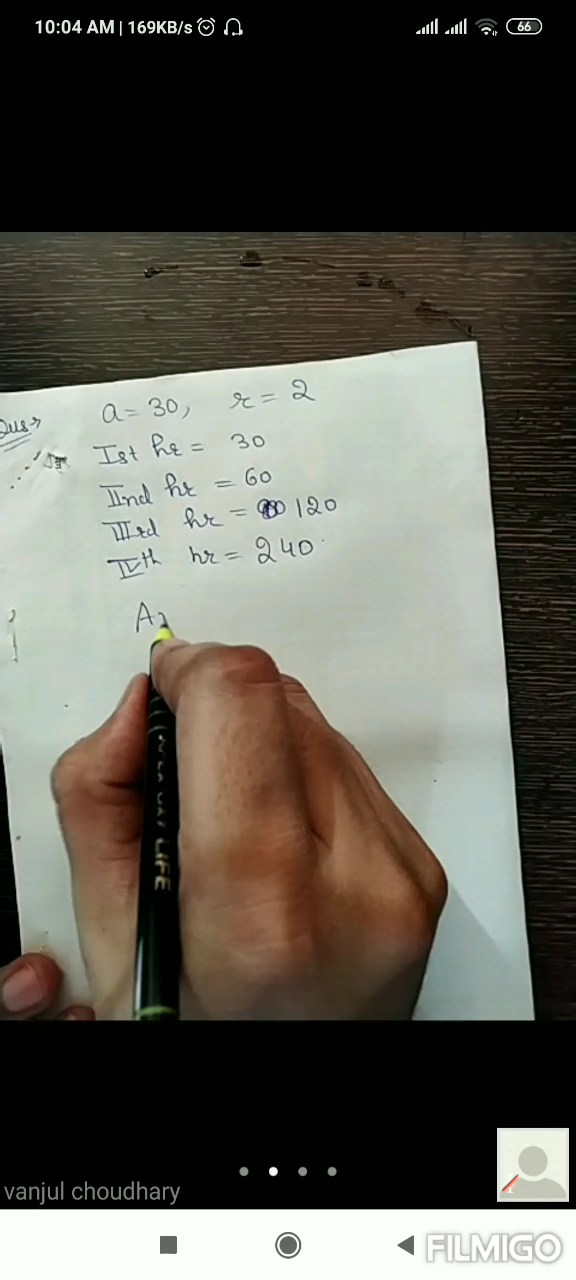 10:04 AM | 169KB/s
66
Ques→
a = 30, r = 2
Ist hr = 30
IInd hr = 60
IIIrd hr = 120
IVth hr = 240
LIFE
vanjul choudhary
FILMIGO